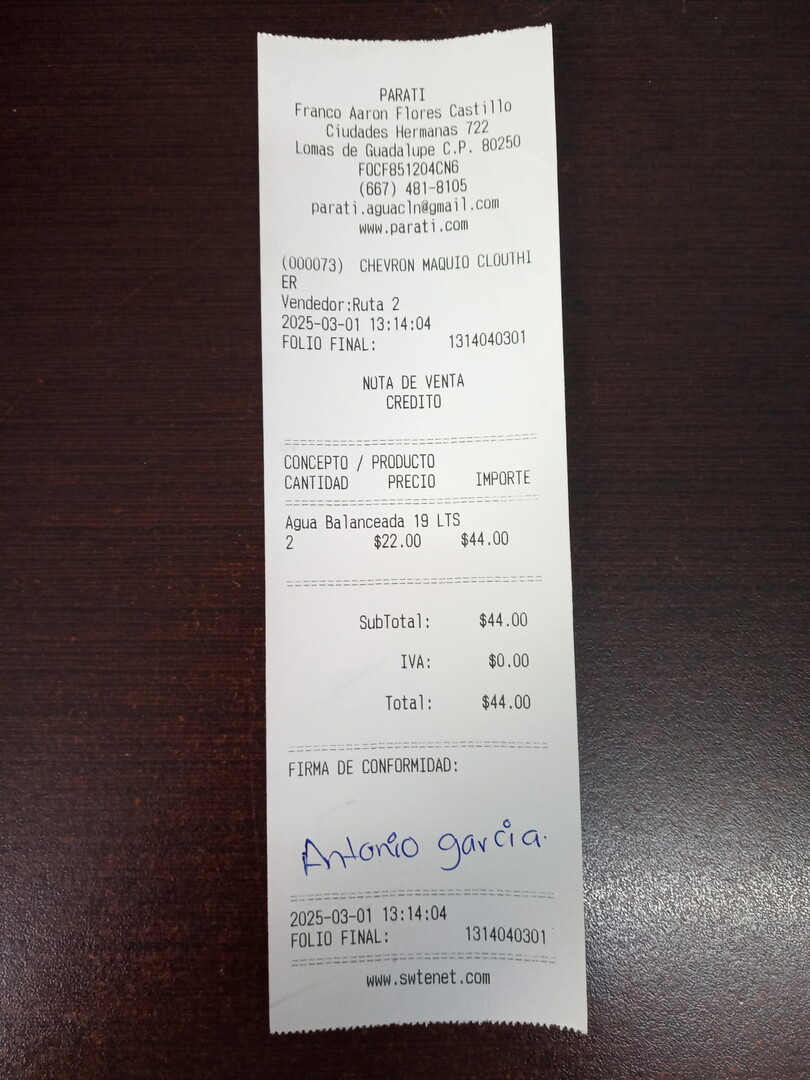 PARATI
Franco Aaron Flores Castillo
Ciudades Hermanas 722
Lomas de Guadalupe C.P. 80250
FOCF851204CN6
(667) 481-8105
parati.aguacln@gmail.com
www.parati.com
(000073) CHEVRON MAQUIO CLOUTHI
ER
Vendedor:Ruta 2
2025-03-01 13:14:04
FOLIO FINAL: 1314040301
NOTA DE VENTA
CREDITO
CONCEPTO / PRODUCTO
CANTIDAD PRECIO IMPORTE
Agua Balanceada 19 LTS
2 $22.00 $44.00
SubTotal: $44.00
IVA: $0.00
Total: $44.00
FIRMA DE CONFORMIDAD:
Antonio garcia.
2025-03-01 13:14:04
FOLIO FINAL: 1314040301
www.swtenet.com